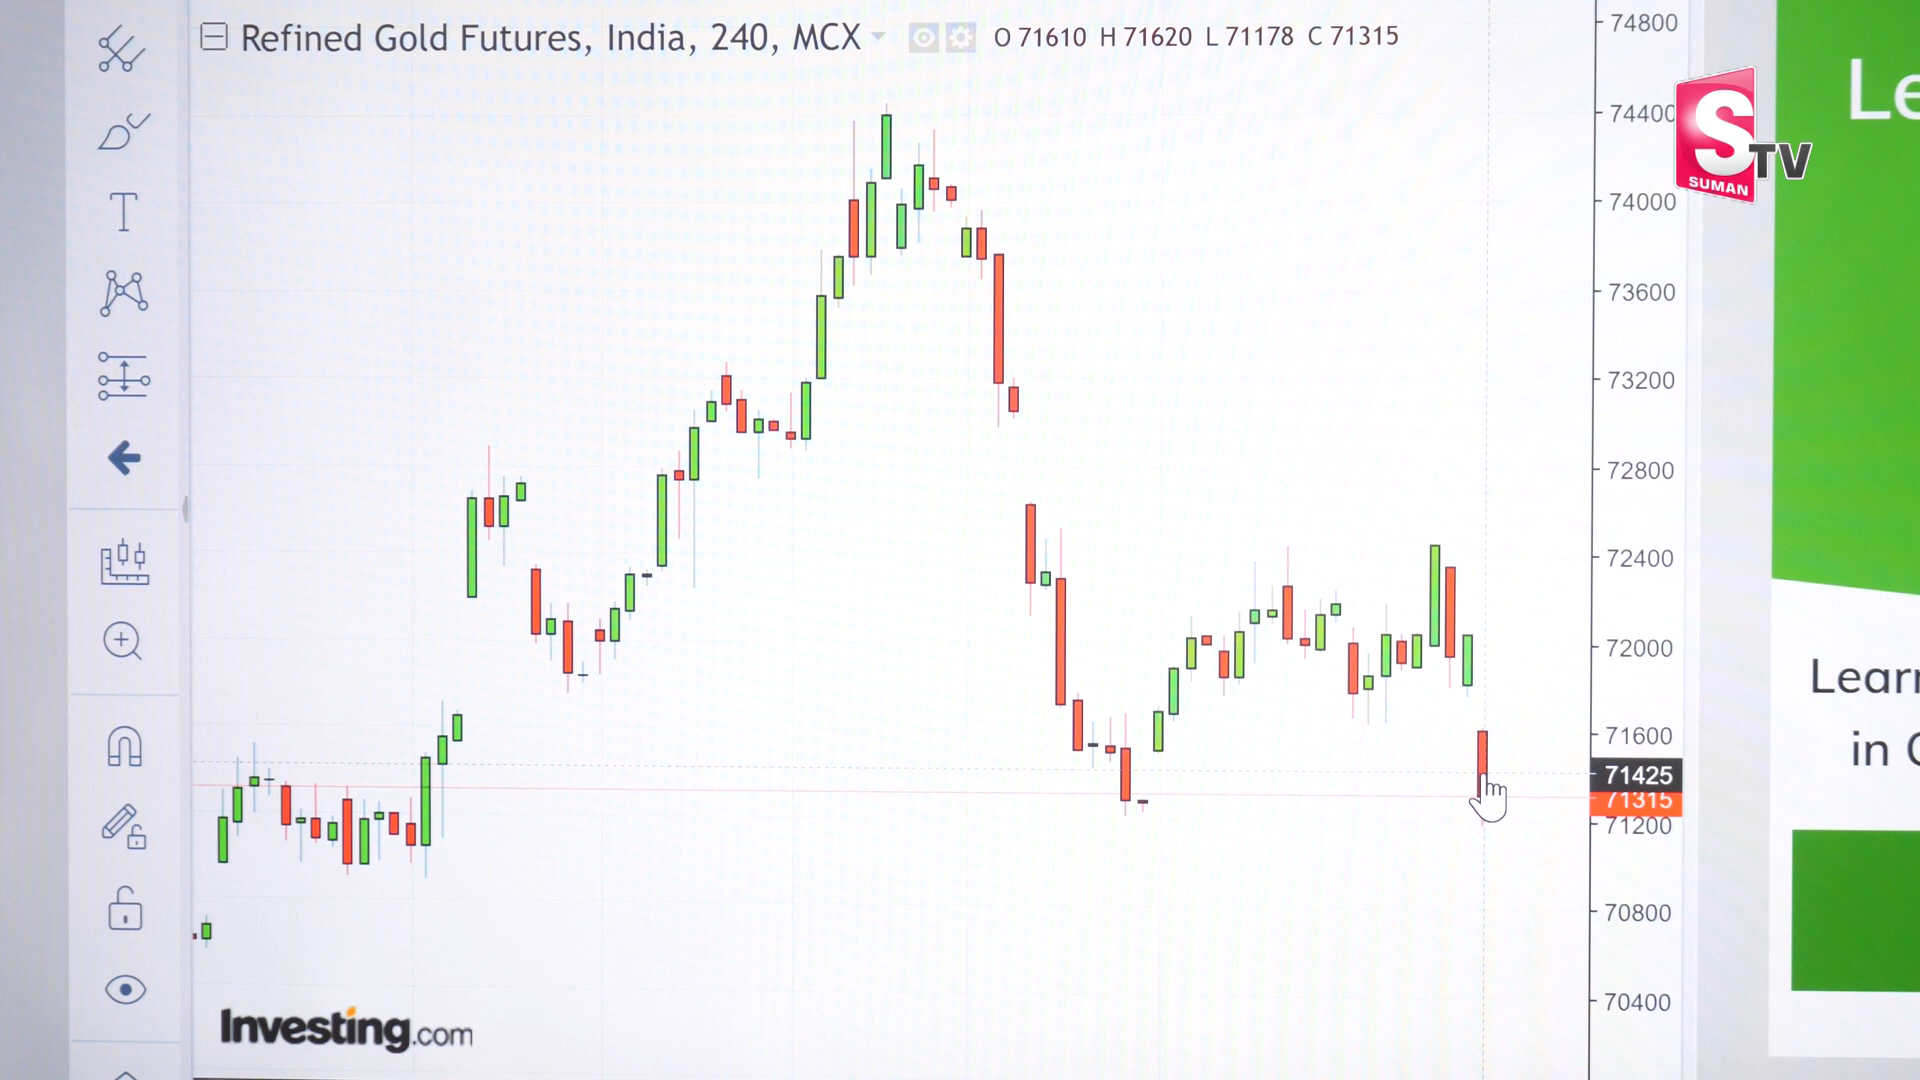 Refined Gold Futures, India, 240, MCX O 71610 H 71620 L 71178 C 71315
74800
74400
74000
73600
73200
72800
72400
72000
71600
71425
71315
71200
70800
70400
Investing.com
S TV
SUMAN
Le
Learn
in
T